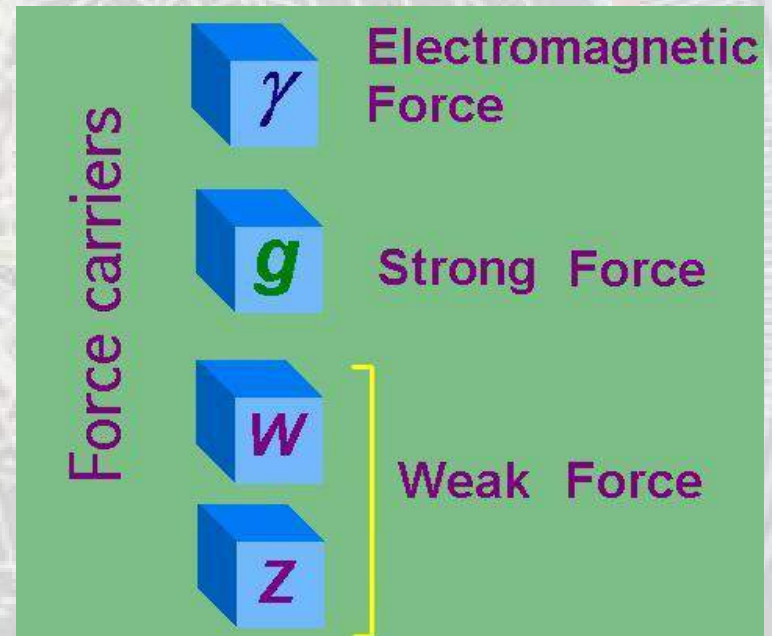 Force carriers
γ
Electromagnetic
Force
g
Strong Force
W
Weak Force
Z